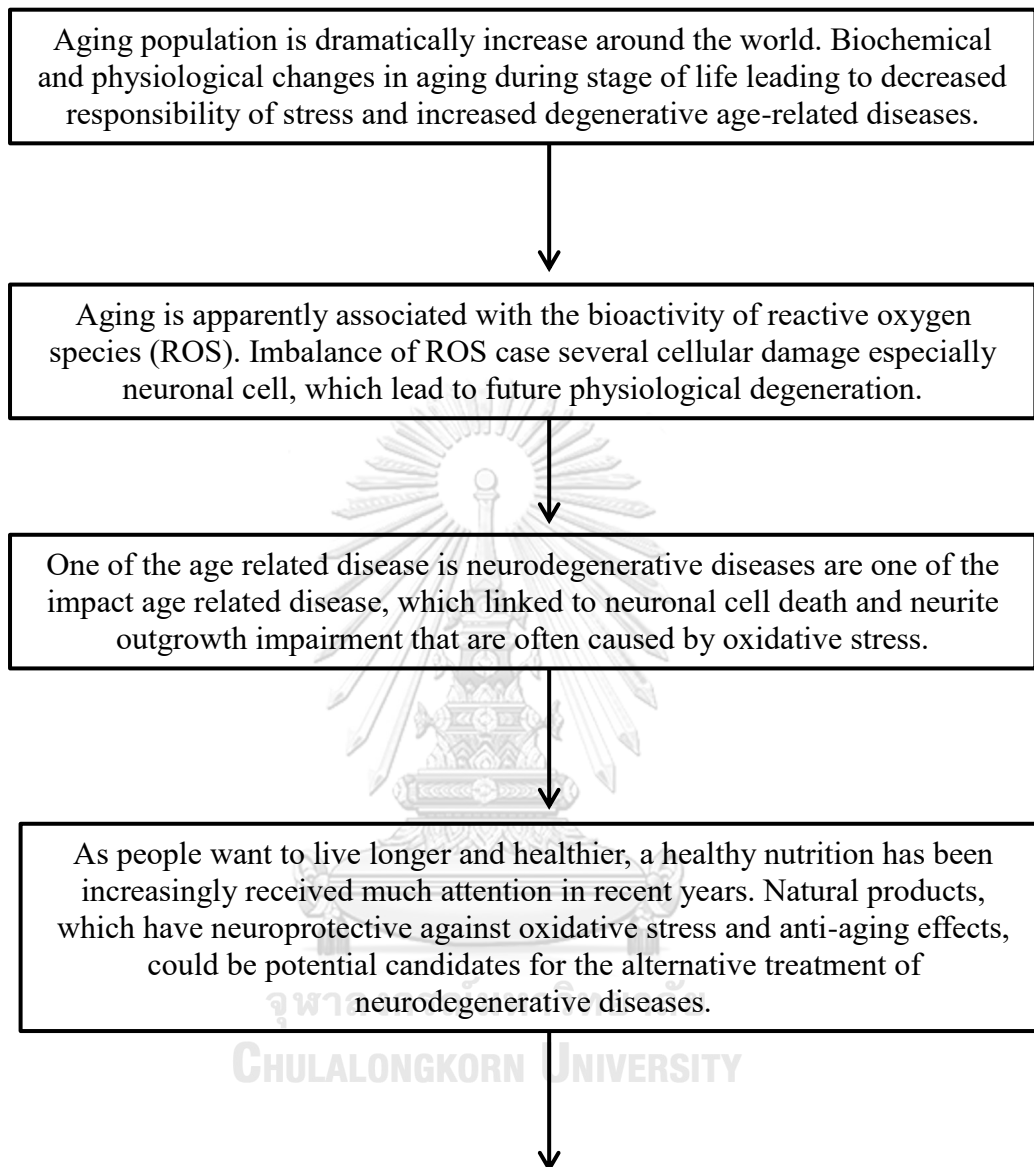 Aging population is dramatically increase around the world. Biochemical
and physiological changes in aging during stage of life leading to decreased
responsibility of stress and increased degenerative age-related diseases.
Aging is apparently associated with the bioactivity of reactive oxygen
species (ROS). Imbalance of ROS case several cellular damage especially
neuronal cell, which lead to future physiological degeneration.
One of the age related disease is neurodegenerative diseases are one of the
impact age related disease, which linked to neuronal cell death and neurite
outgrowth impairment that are often caused by oxidative stress.
As people want to live longer and healthier, a healthy nutrition has been
increasingly received much attention in recent years. Natural products,
which have neuroprotective against oxidative stress and anti-aging effects,
could be potential candidates for the alternative treatment of
neurodegenerative diseases.
CHULALONGKORN UNIVERSITY